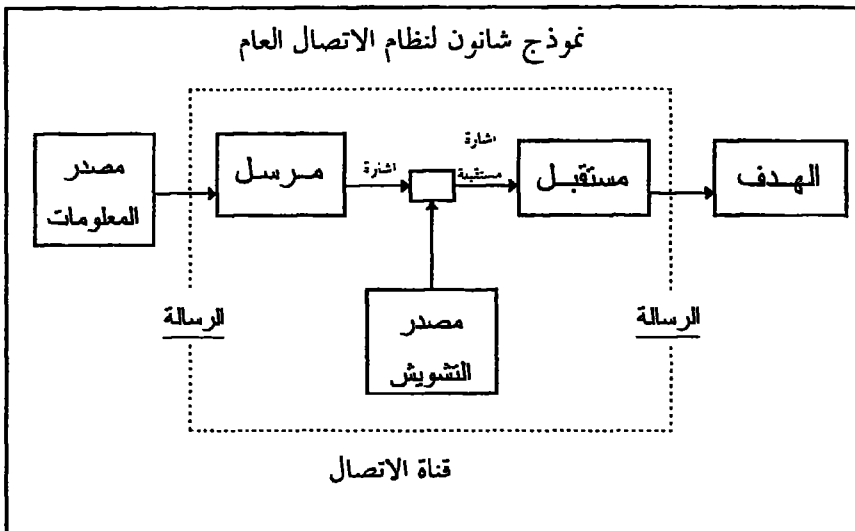 نموذج شانون لنظام الاتصال العام
مصدر
المعلومات
مرسل
اشارة
اشارة
مستقبلة
مستقبل
الهدف
الرسالة
مصدر
التشويش
الرسالة
قناة الاتصال